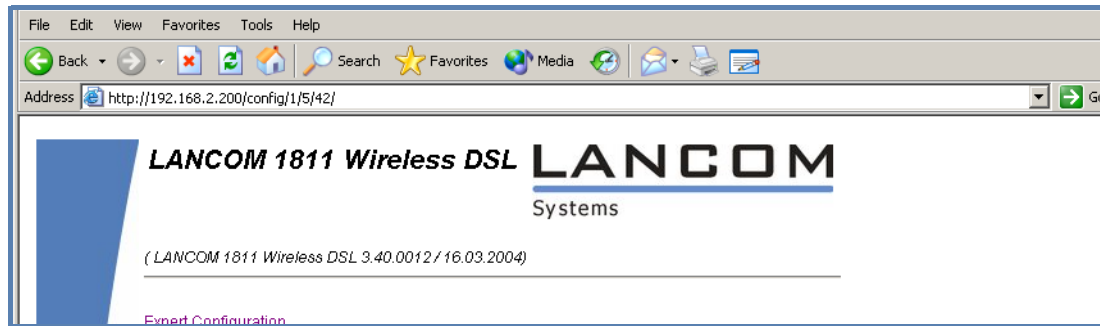 File Edit View Favorites Tools Help
Back Search Favorites Media
Address http://192.168.2.200/config/1/5/42/ Go
LANCOM 1811 Wireless DSL LANCOM
Systems
( LANCOM 1811 Wireless DSL 3.40.0012 / 16.03.2004)
Expert Configuration